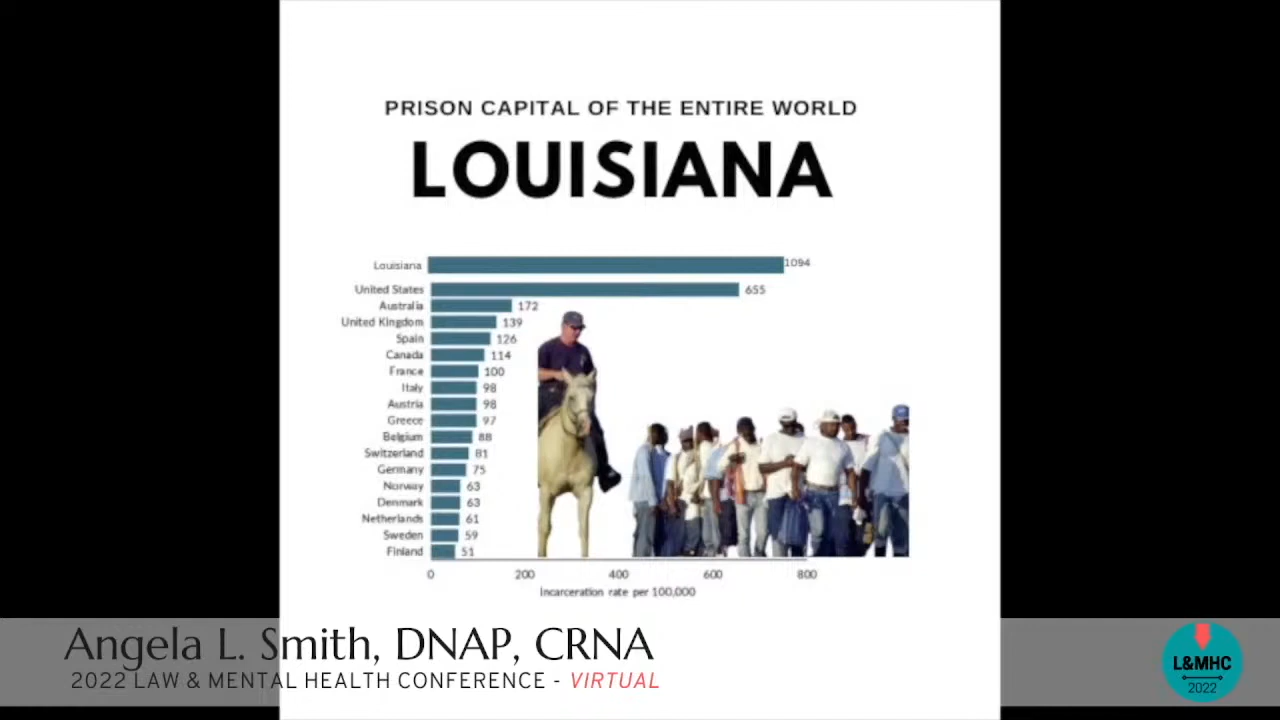 PRISON CAPITAL OF THE ENTIRE WORLD
LOUISIANA
Louisiana 1094
United States 655
Australia 172
United Kingdom 139
Spain 126
Canada 114
France 100
Italy 98
Austria 98
Greece 97
Belgium 88
Switzerland 81
Germany 75
Norway 63
Denmark 63
Netherlands 61
Sweden 59
Finland 51
0 200 400 600 800
Incarceration rate per 100,000
Angela L. Smith, DNAP, CRNA
2022 LAW & MENTAL HEALTH CONFERENCE - VIRTUAL
L&MHC
2022